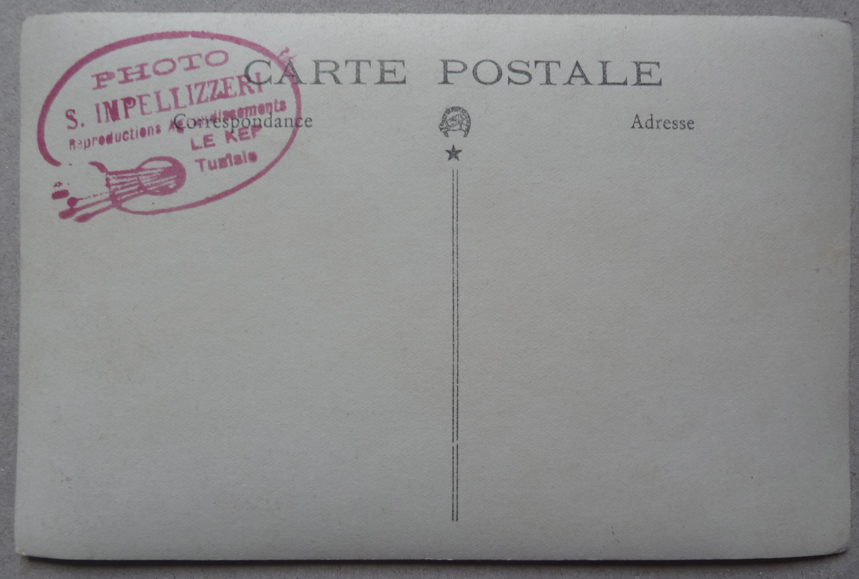 CARTE POSTALE
Correspondance
Adresse
PHOTO
S. IMPELLIZZERI
Reproductions Agrandissements
LE KEF
Tunisie